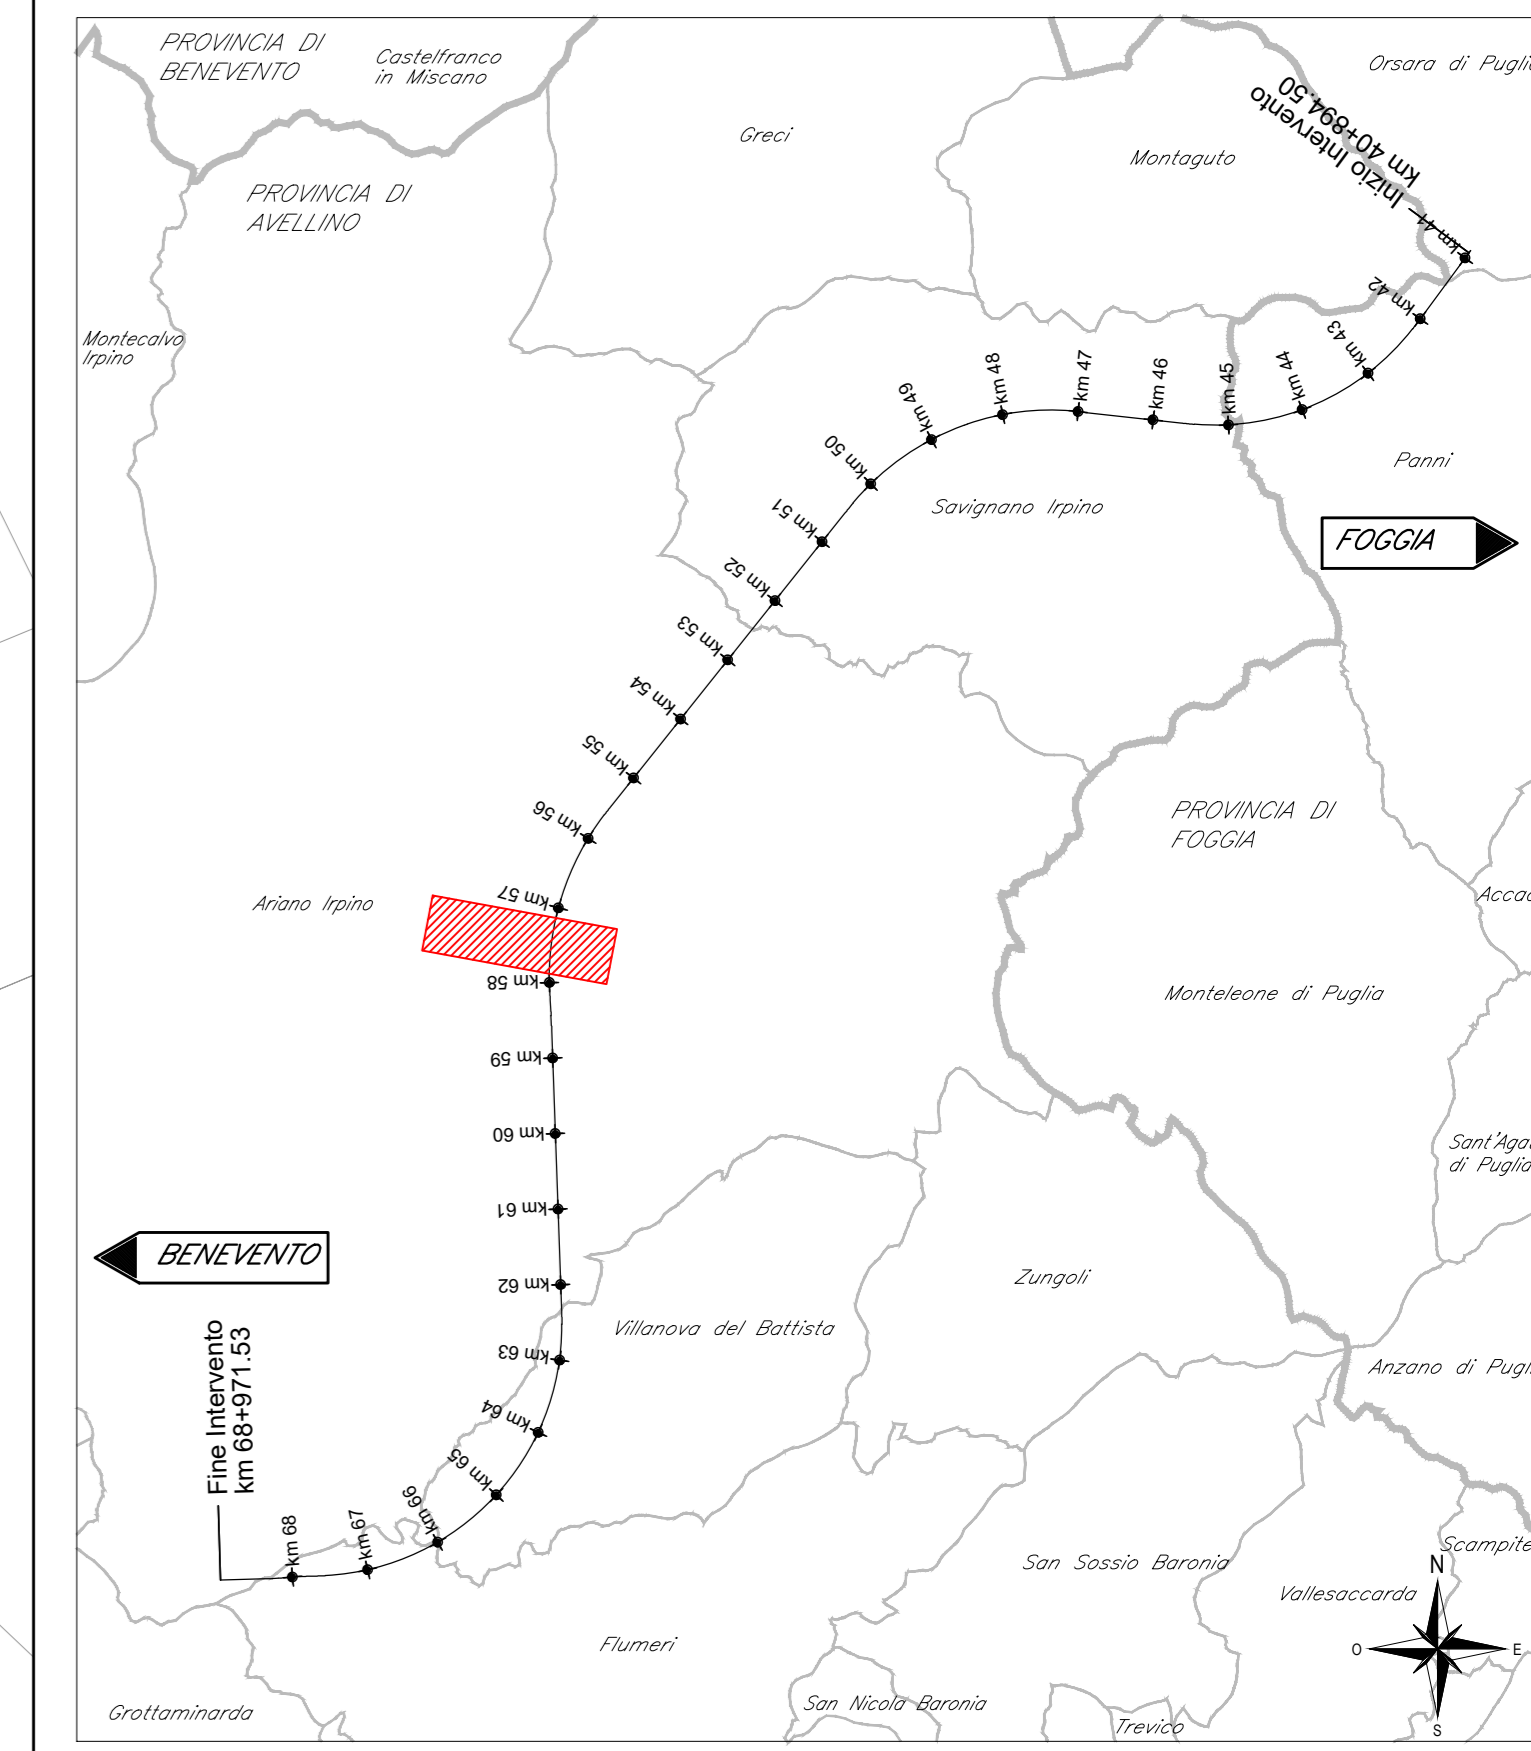 PROVINCIA DI
BENEVENTO
Castelfranco
in Miscano
Orsara di Puglia
Greci
Montaguto
Inizio Intervento
km 40+894.50
PROVINCIA DI
AVELLINO
Montecalvo
Irpino
km 41
km 42
km 43
km 44
km 45
km 46
km 47
km 48
km 49
km 50
km 51
km 52
km 53
km 54
km 55
km 56
km 57
km 58
km 59
km 60
km 61
km 62
km 63
km 64
km 65
km 66
km 67
km 68
Panni
Savignano Irpino
FOGGIA
PROVINCIA DI
FOGGIA
Ariano Irpino
Accad
Monteleone di Puglia
Sant'Aga
di Puglia
BENEVENTO
Zungoli
Villanova del Battista
Fine Intervento
km 68+971.53
Anzano di Pugl
San Sossio Baronia
Scampite
Vallesaccarda
N
O
E
S
Flumeri
San Nicola Baronia
Grottaminarda
Trevico